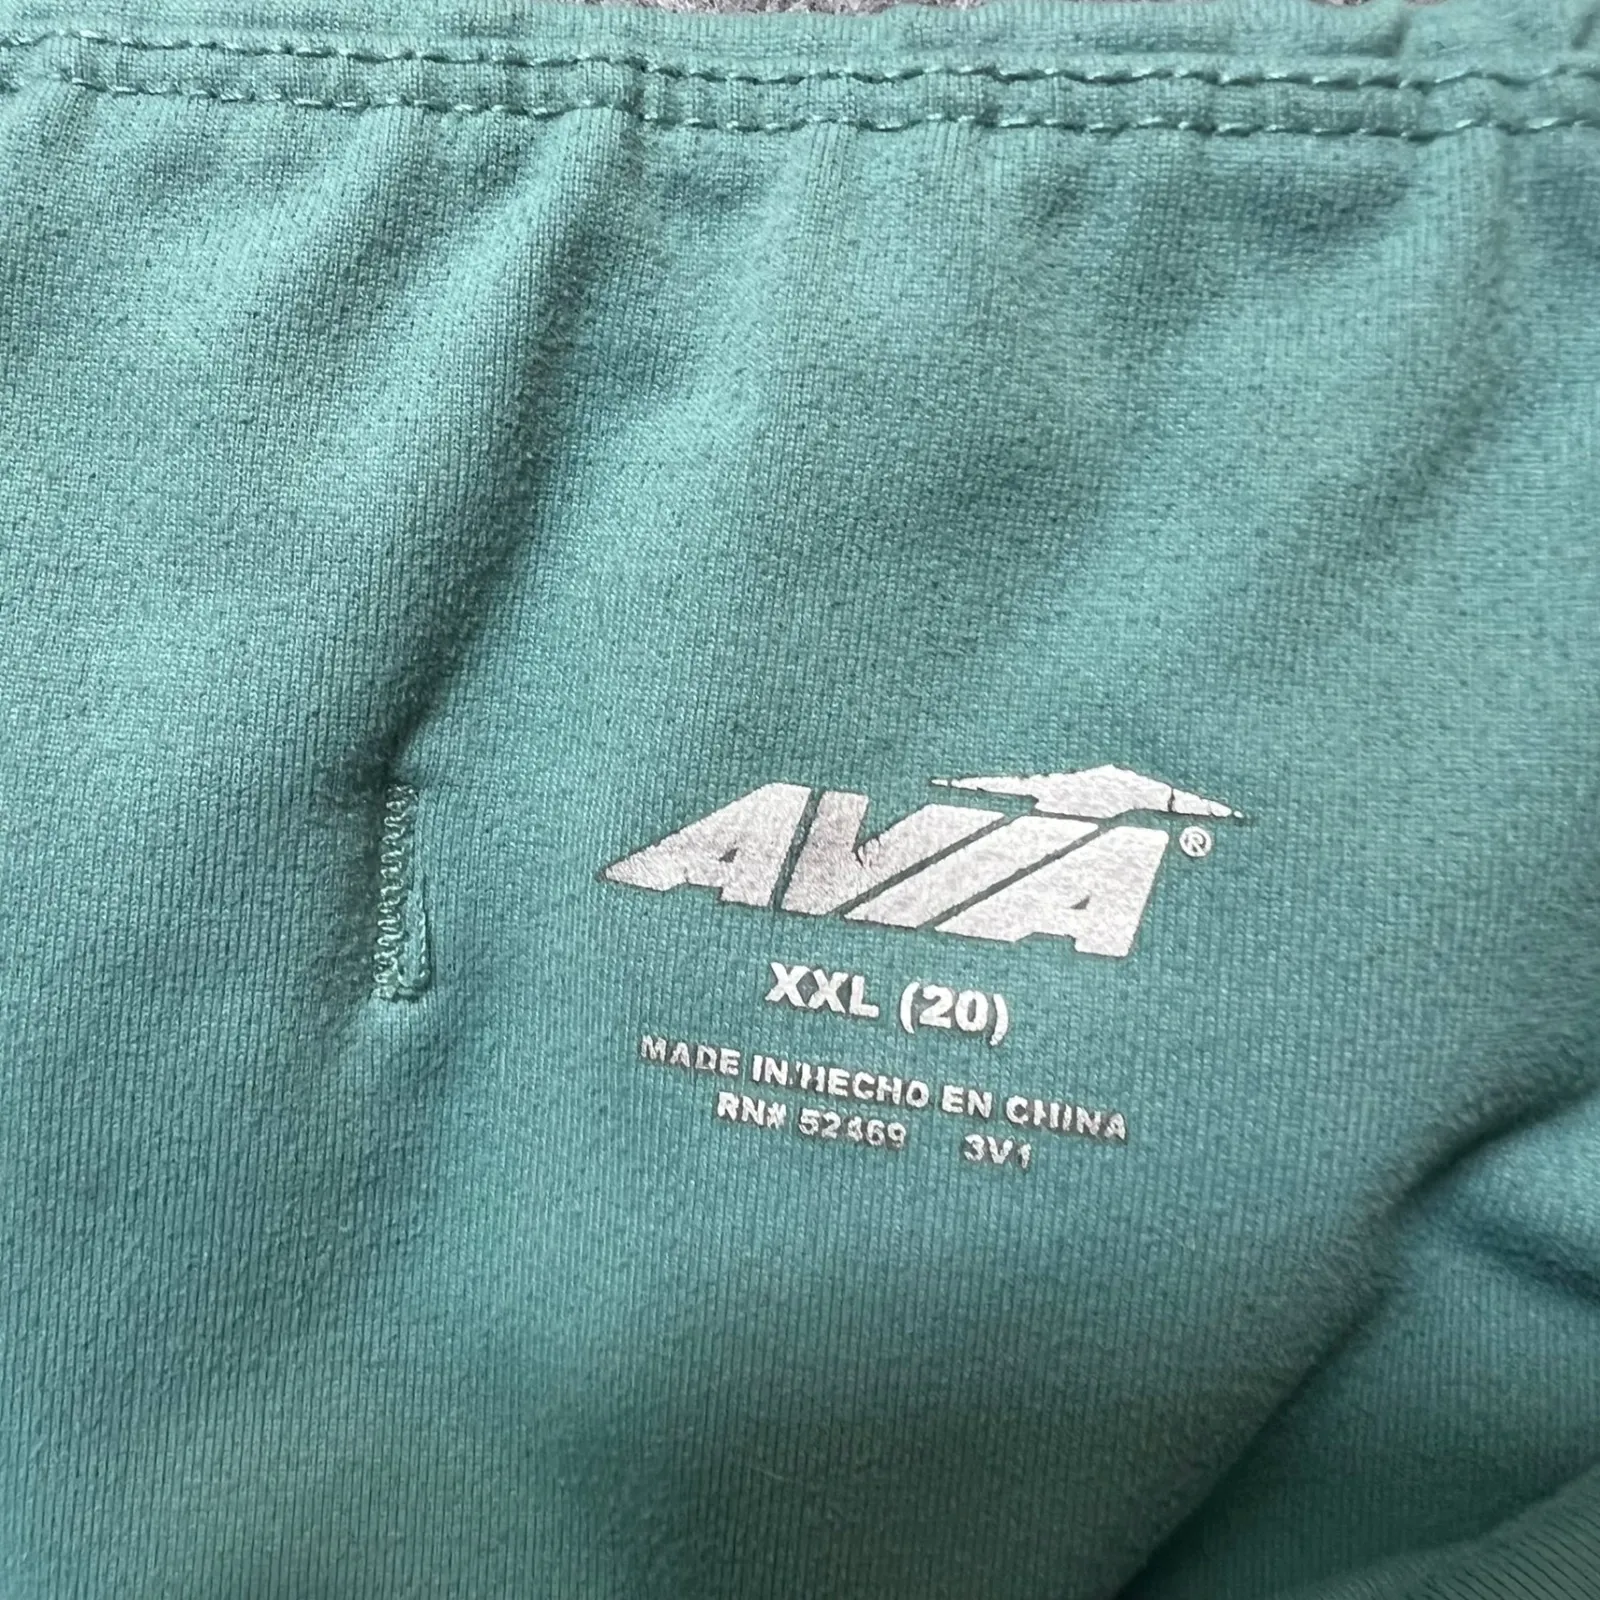 AVIA®
XXL (20)
MADE IN/HECHO EN CHINA
RN# 52469 3V1